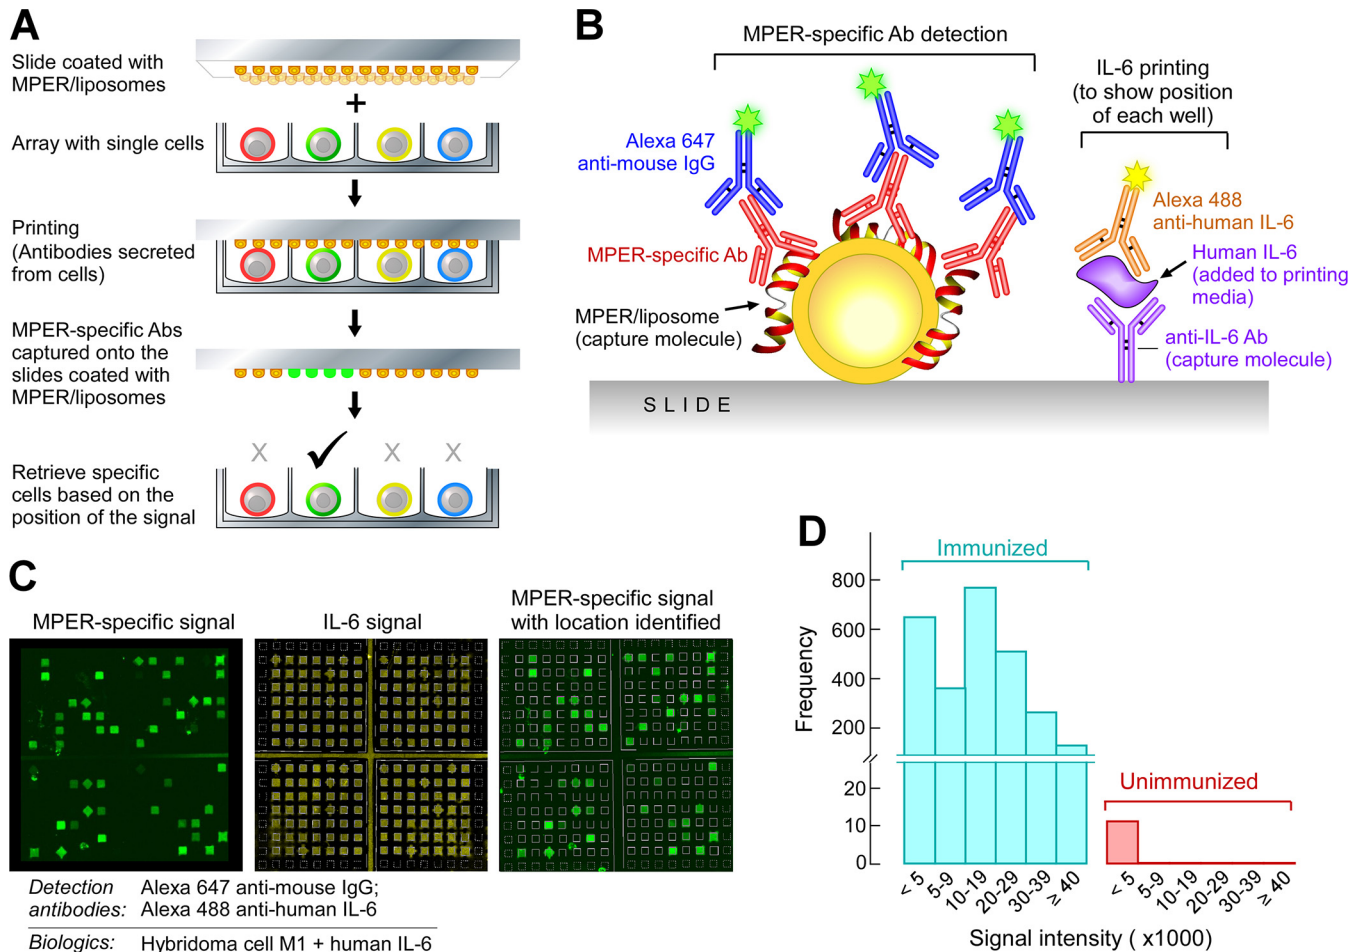 A
Slide coated with
MPER/liposomes
+
Array with single cells
Printing
(Antibodies secreted
from cells)
MPER-specific Abs
captured onto the
slides coated with
MPER/liposomes
X X X
Retrieve specific
cells based on the
position of the signal
B
MPER-specific Ab detection
IL-6 printing
(to show position
of each well)
Alexa 647
anti-mouse IgG
Alexa 488
anti-human IL-6
MPER-specific Ab
Human IL-6
(added to printing
media)
MPER/liposome
(capture molecule)
anti-IL-6 Ab
(capture molecule)
SLIDE
C
MPER-specific signal
IL-6 signal
MPER-specific signal
with location identified
Detection antibodies: Alexa 647 anti-mouse IgG;
Alexa 488 anti-human IL-6
Biologics: Hybridoma cell M1 + human IL-6
D
Immunized
Unimmunized
Frequency
800
600
400
200
20
10
0
< 5 5-9 10-19 20-29 30-39 ≥ 40 < 5 5-9 10-19 20-29 30-39 ≥ 40
Signal intensity ( x1000)